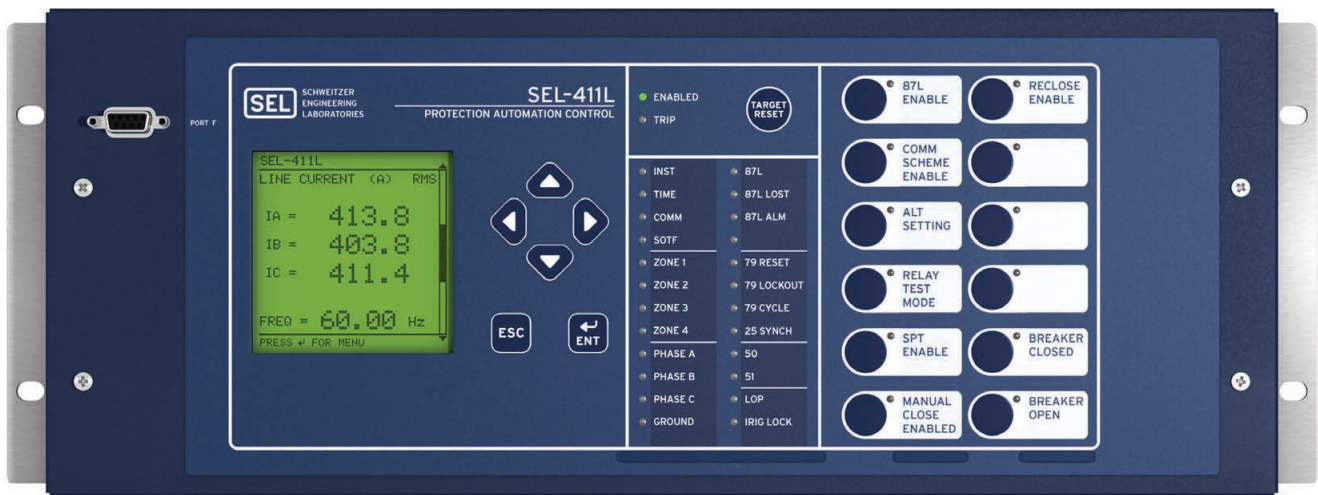 PORT F
SEL
SCHWEITZER
ENGINEERING
LABORATORIES
SEL-411L
PROTECTION AUTOMATION CONTROL
SEL-411L
LINE CURRENT (A) RMS
IA = 413.8
IB = 403.8
IC = 411.4
FREQ = 60.00 Hz
PRESS ↵ FOR MENU
ESC
ENT
ENABLED
TRIP
TARGET
RESET
INST
TIME
COMM
SOTF
ZONE 1
ZONE 2
ZONE 3
ZONE 4
PHASE A
PHASE B
PHASE C
GROUND
87L
87L LOST
87L ALM
79 RESET
79 LOCKOUT
79 CYCLE
25 SYNCH
50
51
LOP
IRIG LOCK
87L
ENABLE
COMM
SCHEME
ENABLE
ALT
SETTING
RELAY
TEST
MODE
SPT
ENABLE
MANUAL
CLOSE
ENABLED
RECLOSE
ENABLE
BREAKER
CLOSED
BREAKER
OPEN